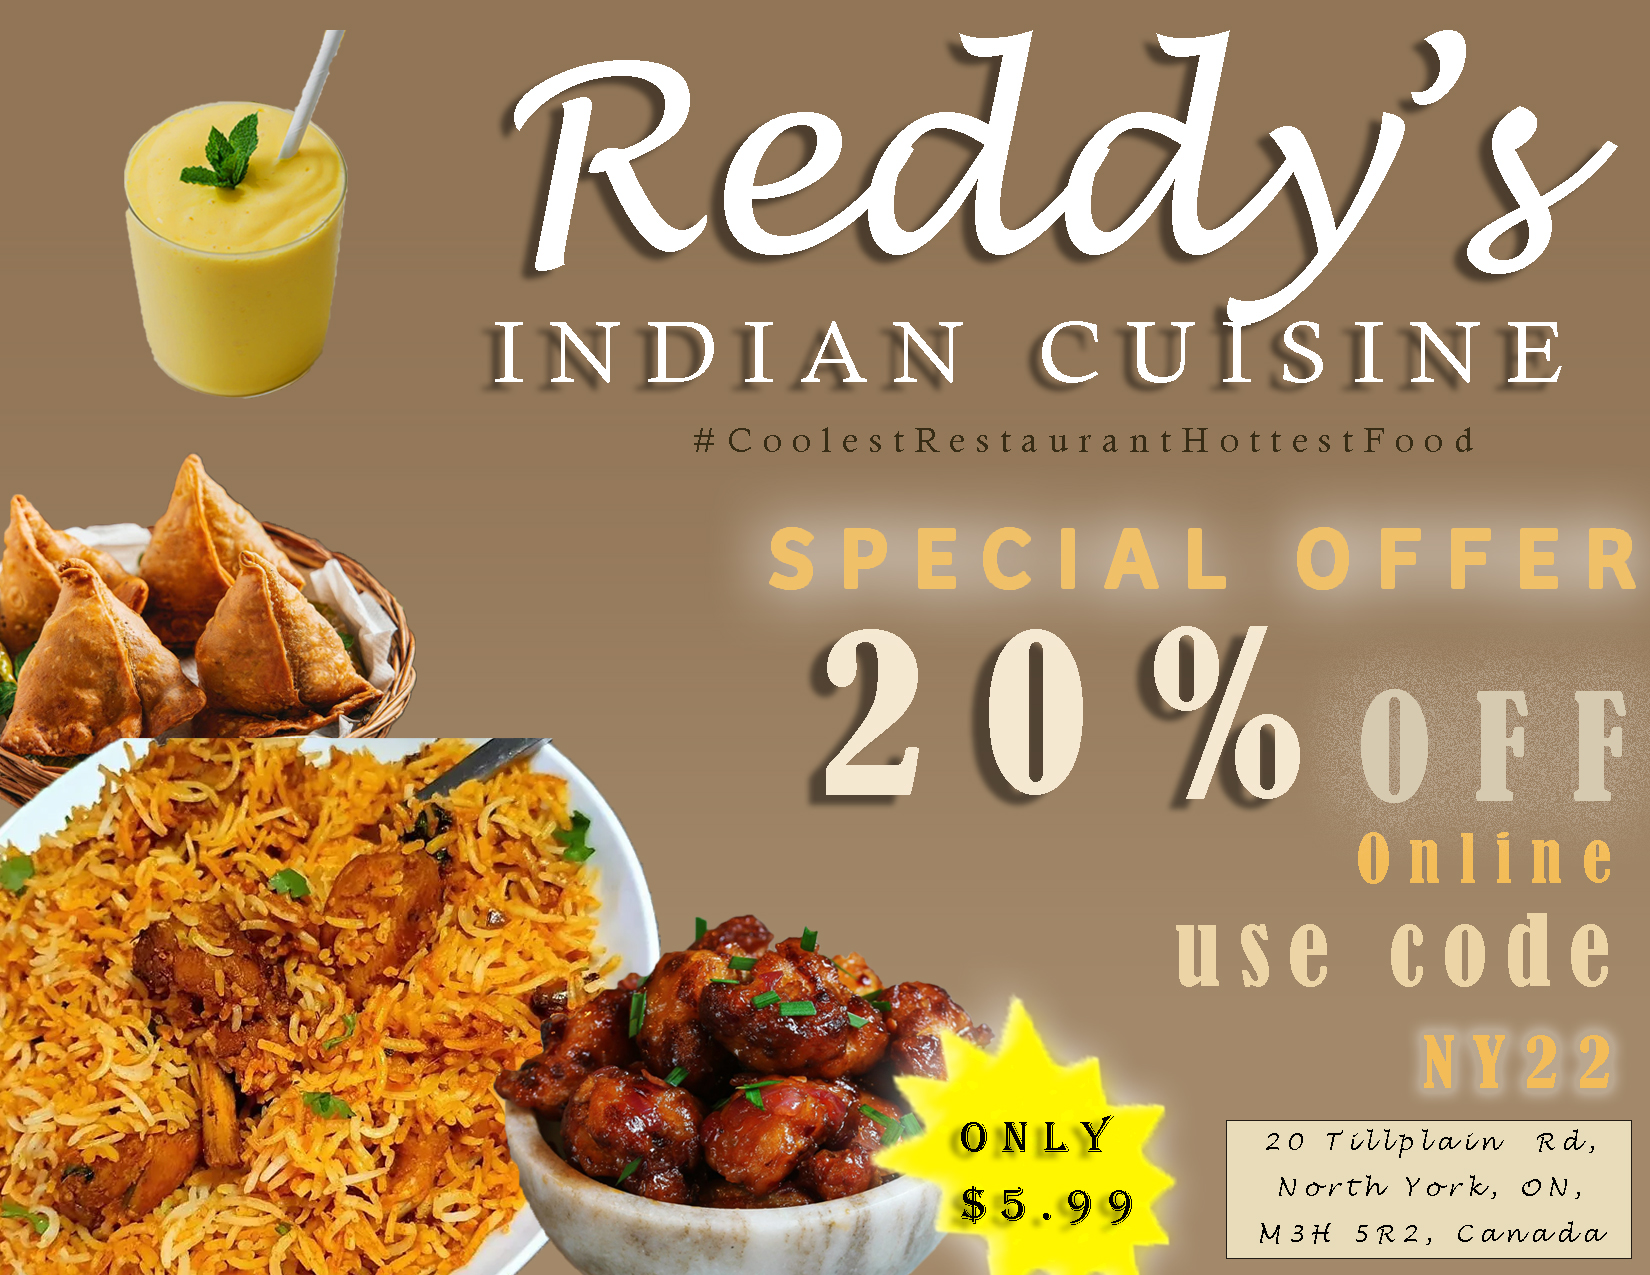 Reddy's
INDIAN CUISINE
#CoolestRestaurantHottestFood
SPECIAL OFFER
20% OFF
Online
use code
NY22
ONLY
$5.99
20 Tillplain Rd,
North York, ON,
M3H 5R2, Canada